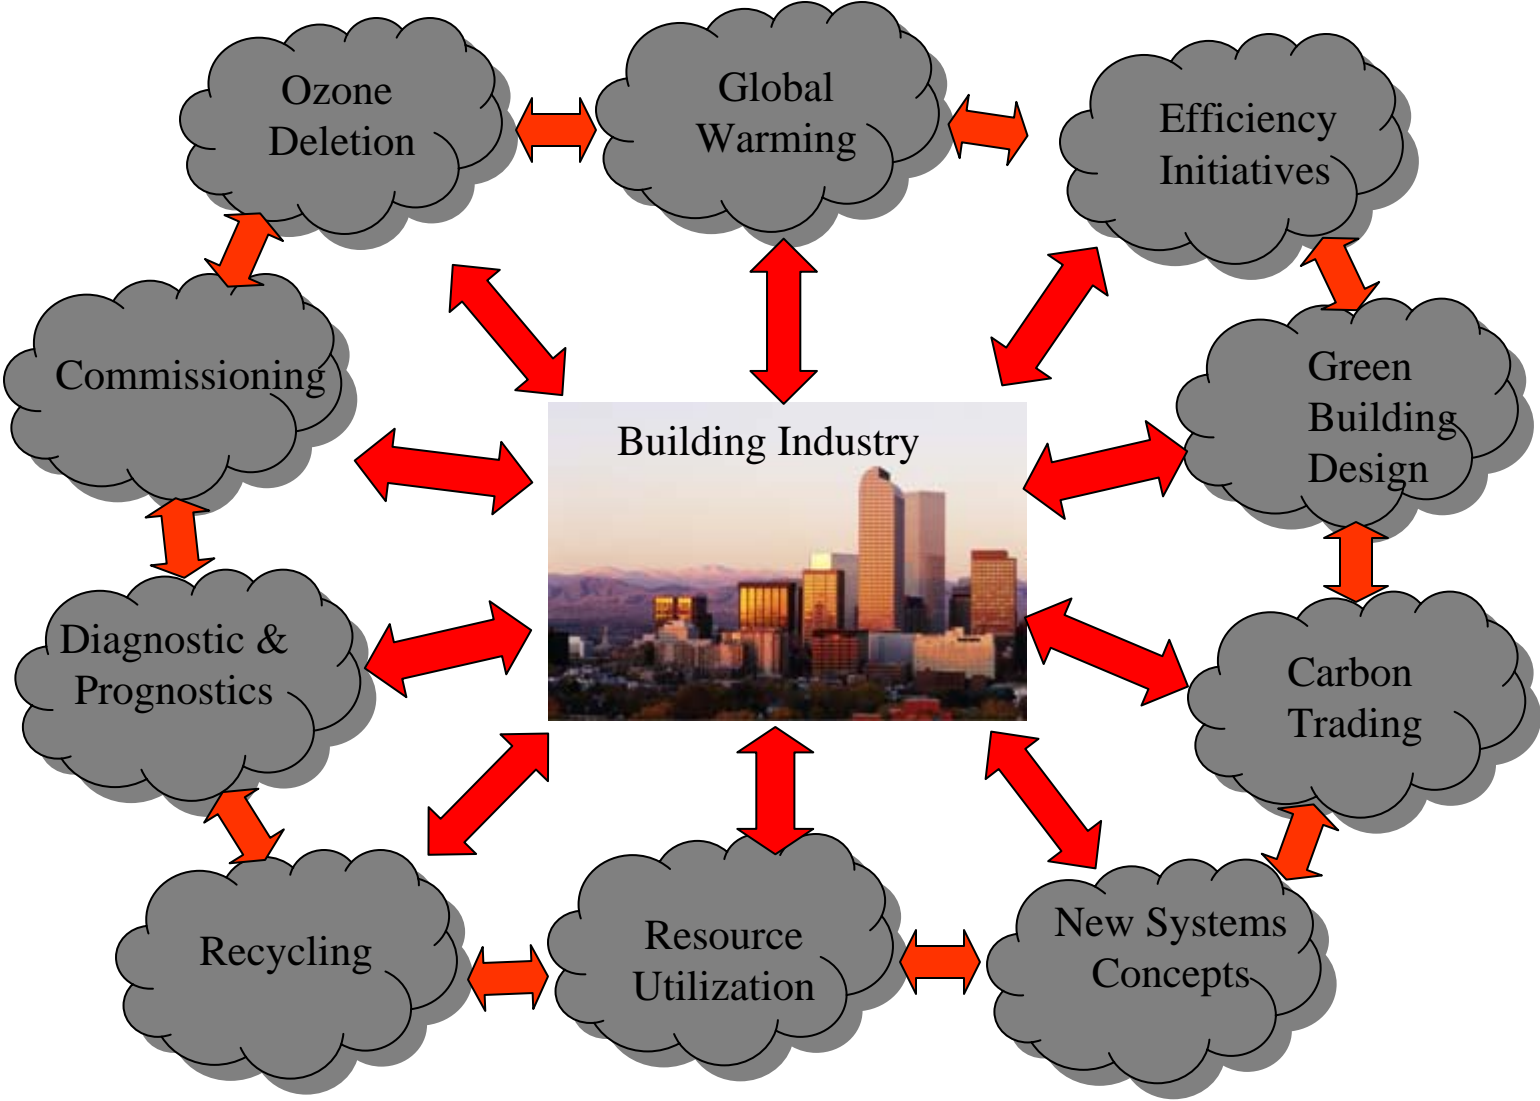 Ozone
Deletion
Global
Warming
Efficiency
Initiatives
Commissioning
Building Industry
Green
Building
Design
Diagnostic &
Prognostics
Carbon
Trading
Recycling
Resource
Utilization
New Systems
Concepts